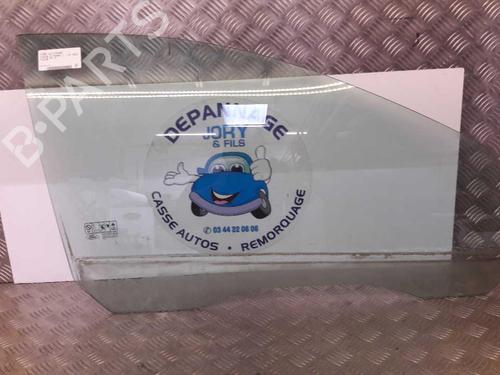 B-PARTS
DEPANNAGE
JORY
& FILS
03 44 22 06 06
CASSE AUTOS • REMORQUAGE